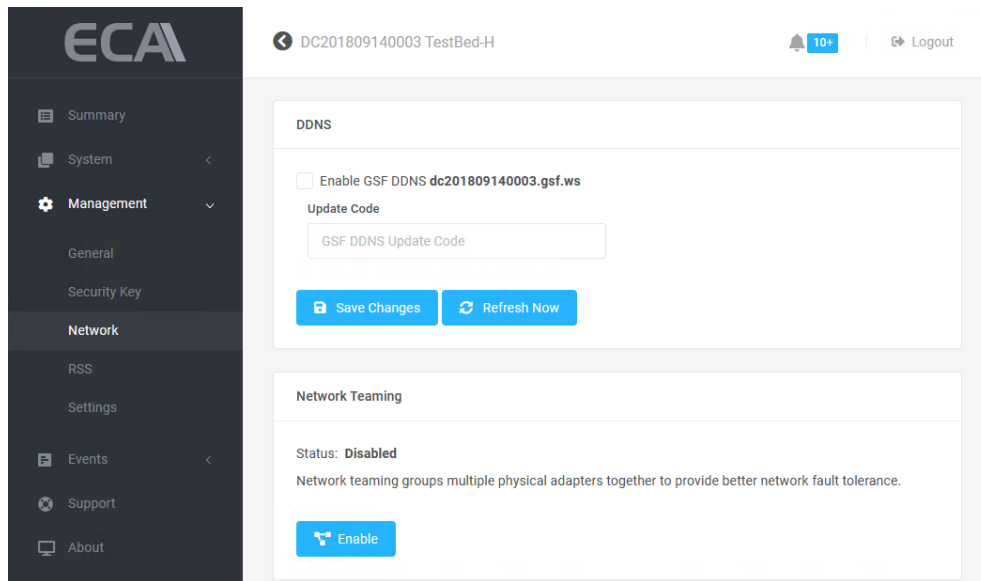 ECA
DC201809140003 TestBed-H
10+
Logout
Summary
System
Management
General
Security Key
Network
RSS
Settings
Events
Support
About
DDNS
Enable GSF DDNS dc201809140003.gsf.ws
Update Code
GSF DDNS Update Code
Save Changes
Refresh Now
Network Teaming
Status: Disabled
Network teaming groups multiple physical adapters together to provide better network fault tolerance.
Enable